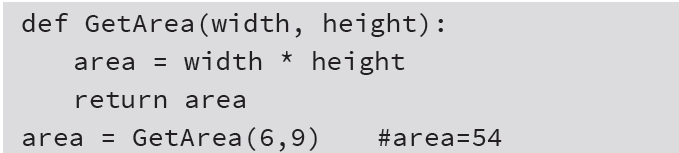 def GetArea(width, height):
    area = width * height
    return area
area = GetArea(6,9)    #area=54